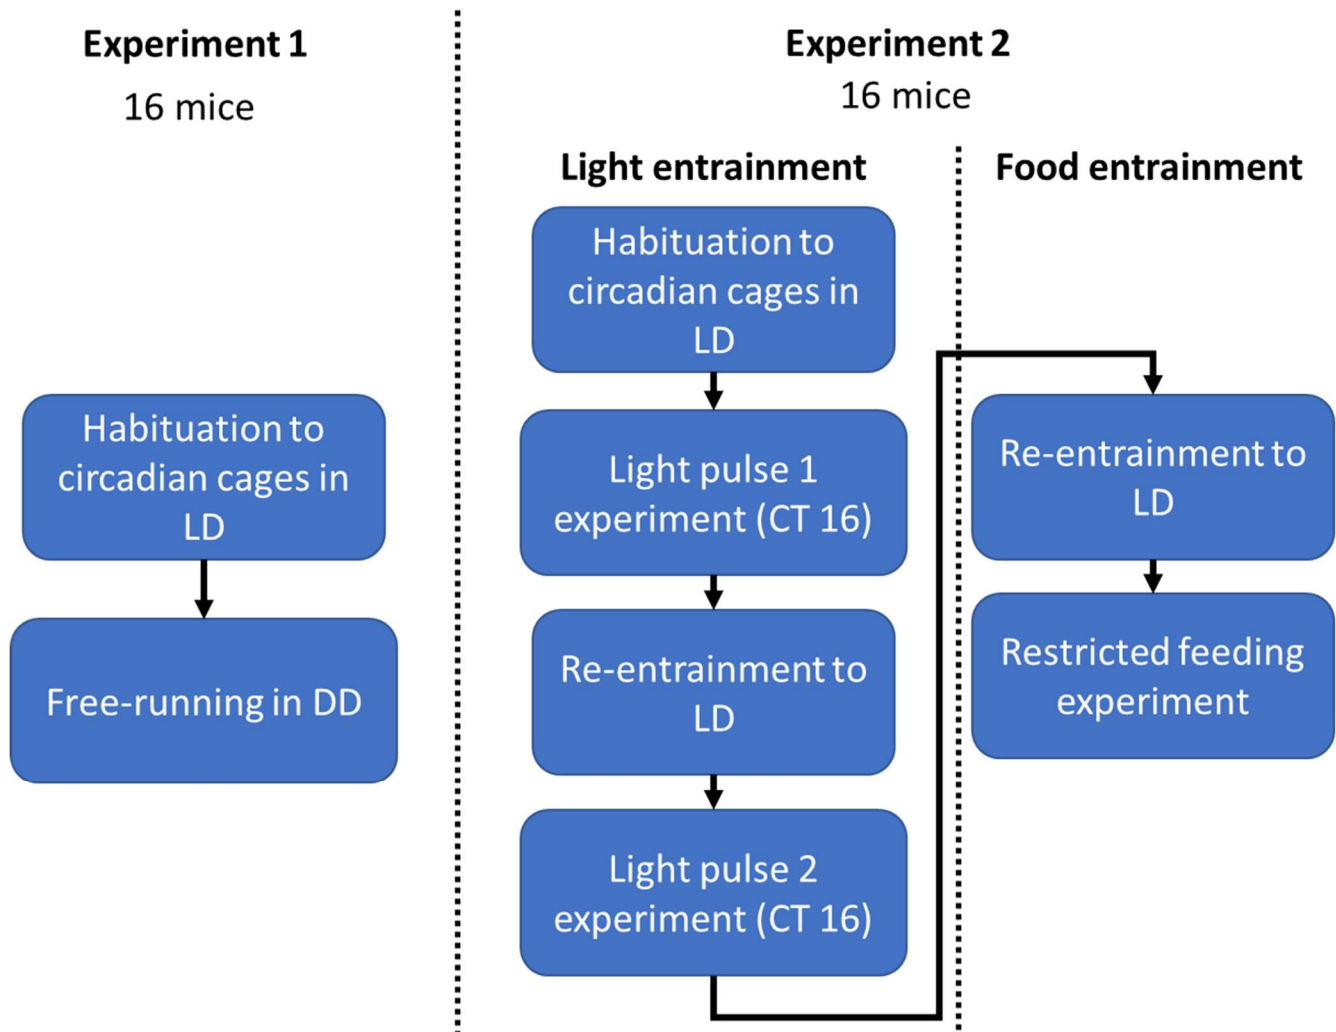 Experiment 1
16 mice
Habituation to
circadian cages in
LD
Free-running in DD
Experiment 2
16 mice
Light entrainment
Habituation to
circadian cages in
LD
Light pulse 1
experiment (CT 16)
Re-entrainment to
LD
Light pulse 2
experiment (CT 16)
Food entrainment
Re-entrainment to
LD
Restricted feeding
experiment